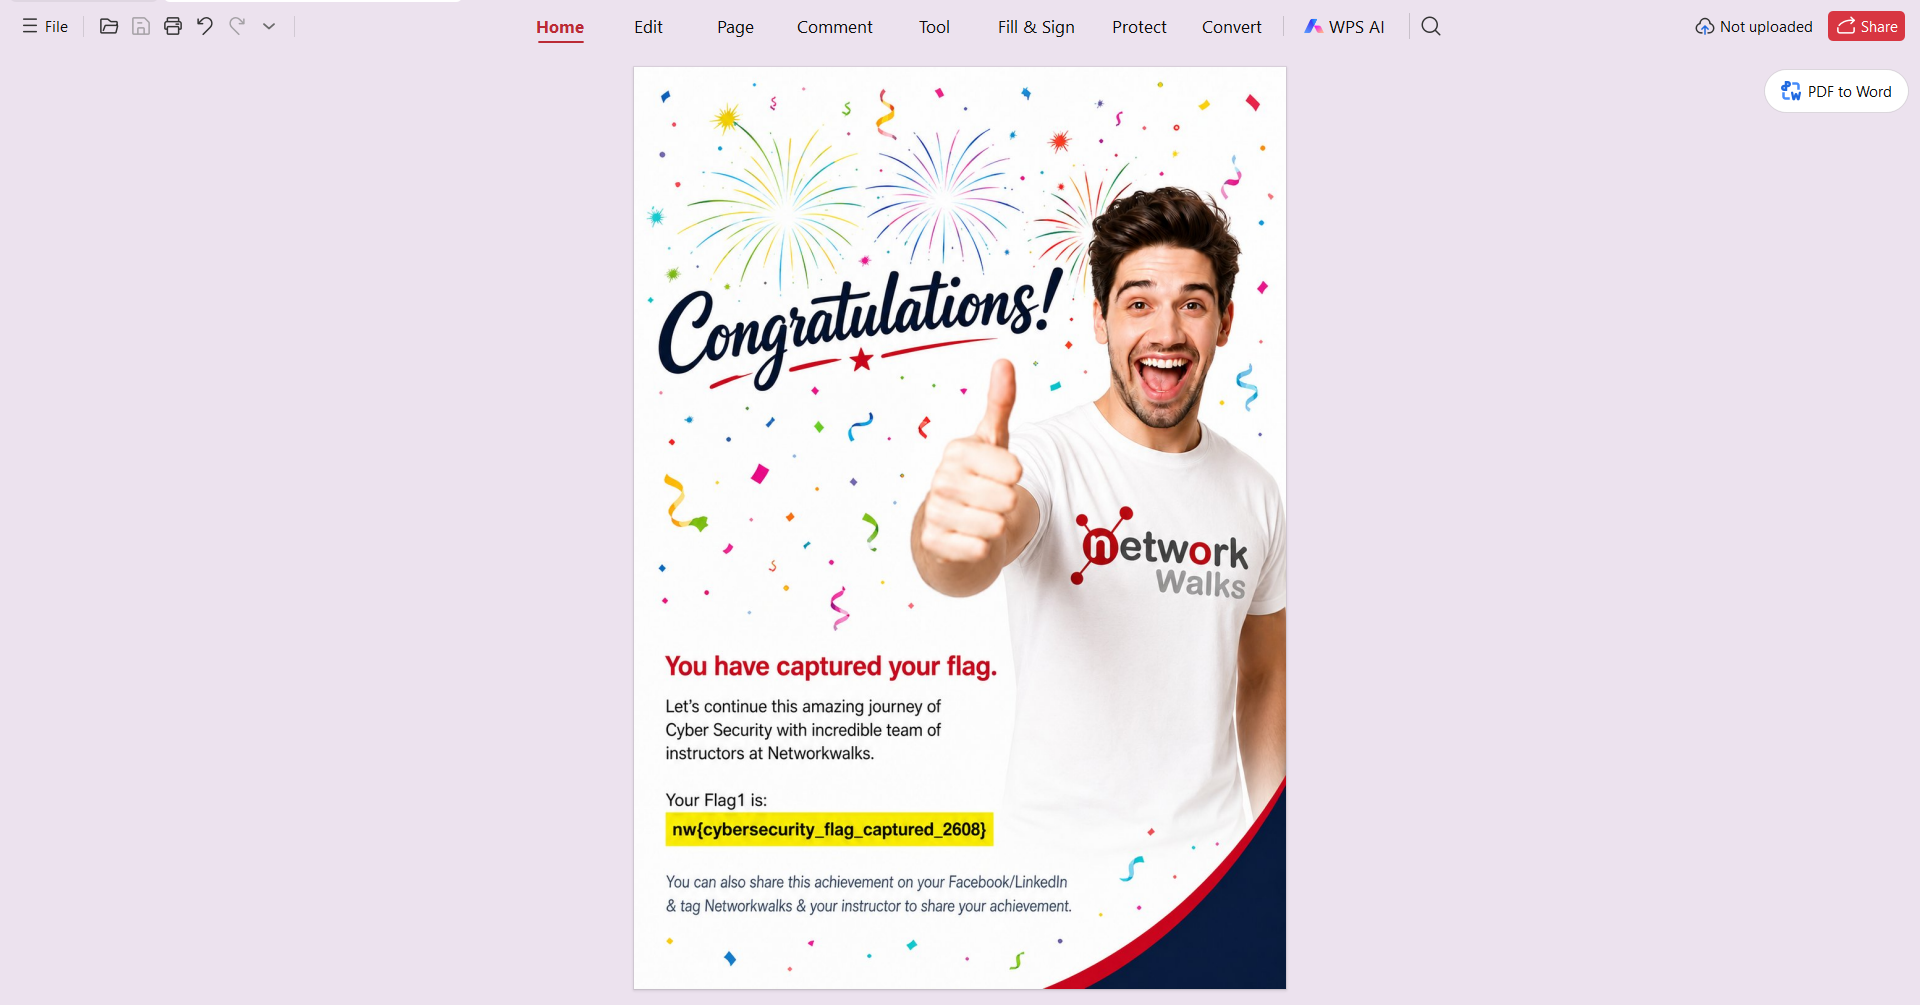 File
Home
Edit
Page
Comment
Tool
Fill & Sign
Protect
Convert
WPS AI
Not uploaded
Share
PDF to Word
Congratulations!
network
Walks
You have captured your flag.
Let's continue this amazing journey of
Cyber Security with incredible team of
instructors at Networkwalks.
Your Flag1 is:
nw{cybersecurity_flag_captured_2608}
You can also share this achievement on your Facebook/LinkedIn
& tag Networkwalks & your instructor to share your achievement.